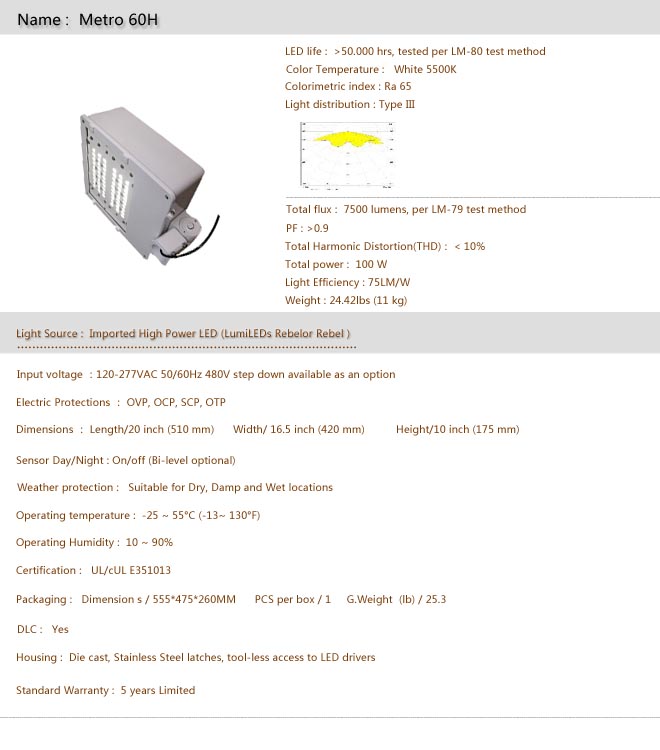 Name : Metro 60H
LED life : >50.000 hrs, tested per LM-80 test method
Color Temperature : White 5500K
Colorimetric index : Ra 65
Light distribution : Type III
Total flux : 7500 lumens, per LM-79 test method
PF : >0.9
Total Harmonic Distortion(THD) : < 10%
Total power : 100 W
Light Efficiency : 75LM/W
Weight : 24.42lbs (11 kg)
Light Source : Imported High Power LED (LumiLEDs Rebelor Rebel )
Input voltage : 120-277VAC 50/60Hz 480V step down available as an option
Electric Protections : OVP, OCP, SCP, OTP
Dimensions : Length/20 inch (510 mm) Width/ 16.5 inch (420 mm) Height/10 inch (175 mm)
Sensor Day/Night : On/off (Bi-level optional)
Weather protection : Suitable for Dry, Damp and Wet locations
Operating temperature : -25 ~ 55°C (-13~ 130°F)
Operating Humidity : 10 ~ 90%
Certification : UL/cUL E351013
Packaging : Dimension s / 555*475*260MM PCS per box / 1 G.Weight (lb) / 25.3
DLC : Yes
Housing : Die cast, Stainless Steel latches, tool-less access to LED drivers
Standard Warranty : 5 years Limited